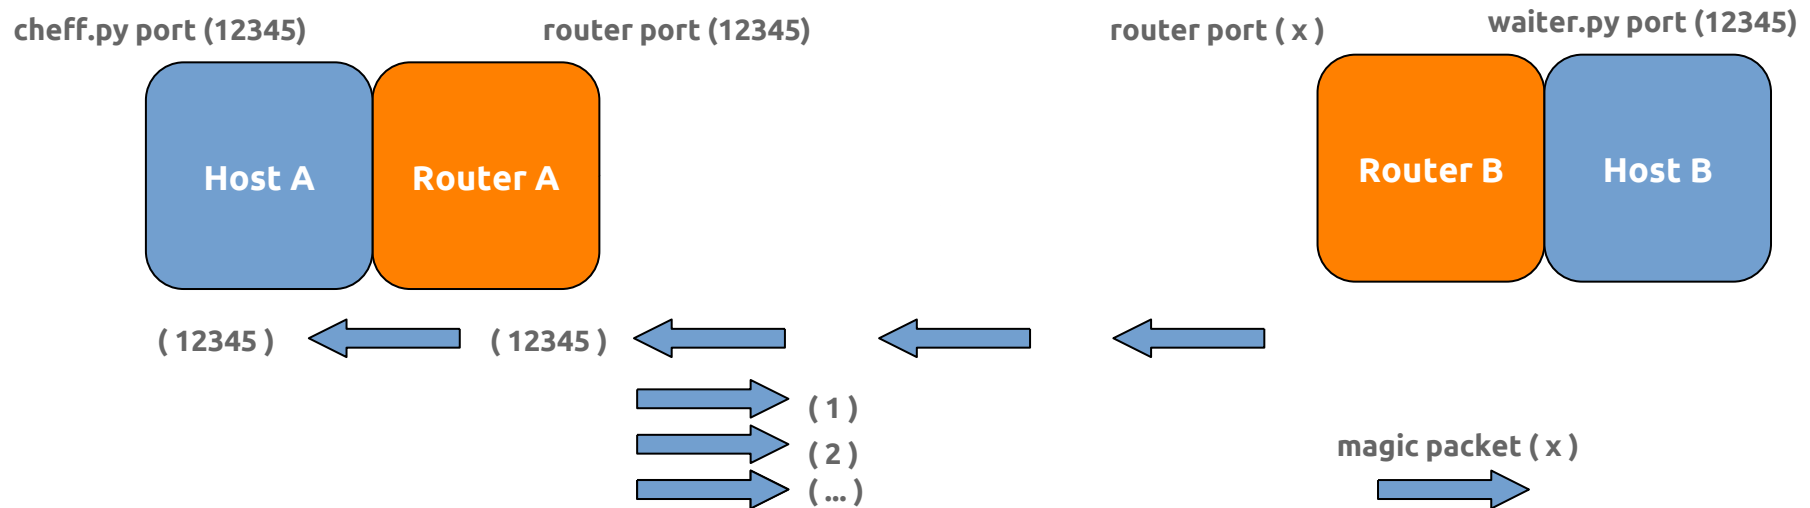 cheff.py port (12345)
router port (12345)
router port ( x )
waiter.py port (12345)
Host A
Router A
Router B
Host B
( 12345 )
( 12345 )
( 1 )
( 2 )
( ... )
magic packet ( x )